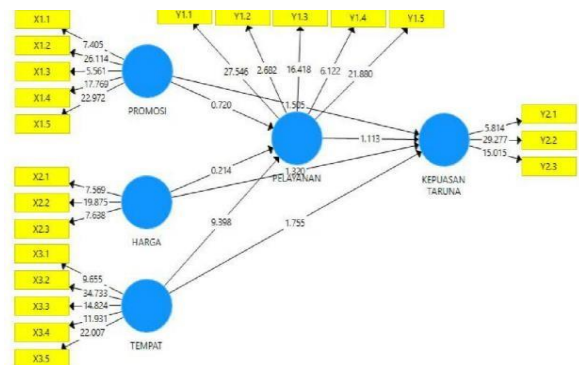 Y1.1 Y1.2 Y1.3 Y1.4 Y1.5
X1.1
X1.2
X1.3
X1.4
X1.5
7.405
26.114
5.561
17.769
22.972
PROMOSI
27.546 2.682 16.418 6.122 21.880
0.720
1.505
PELAYANAN
1.113
KEPUASAN
TARUNA
5.814
29.277
15.015
Y2.1
Y2.2
Y2.3
X2.1
X2.2
X2.3
7.569
19.875
7.638
HARGA
0.214
1.320
9.398
1.755
X3.1
X3.2
X3.3
X3.4
X3.5
9.655
34.733
14.824
11.931
22.007
TEMPAT